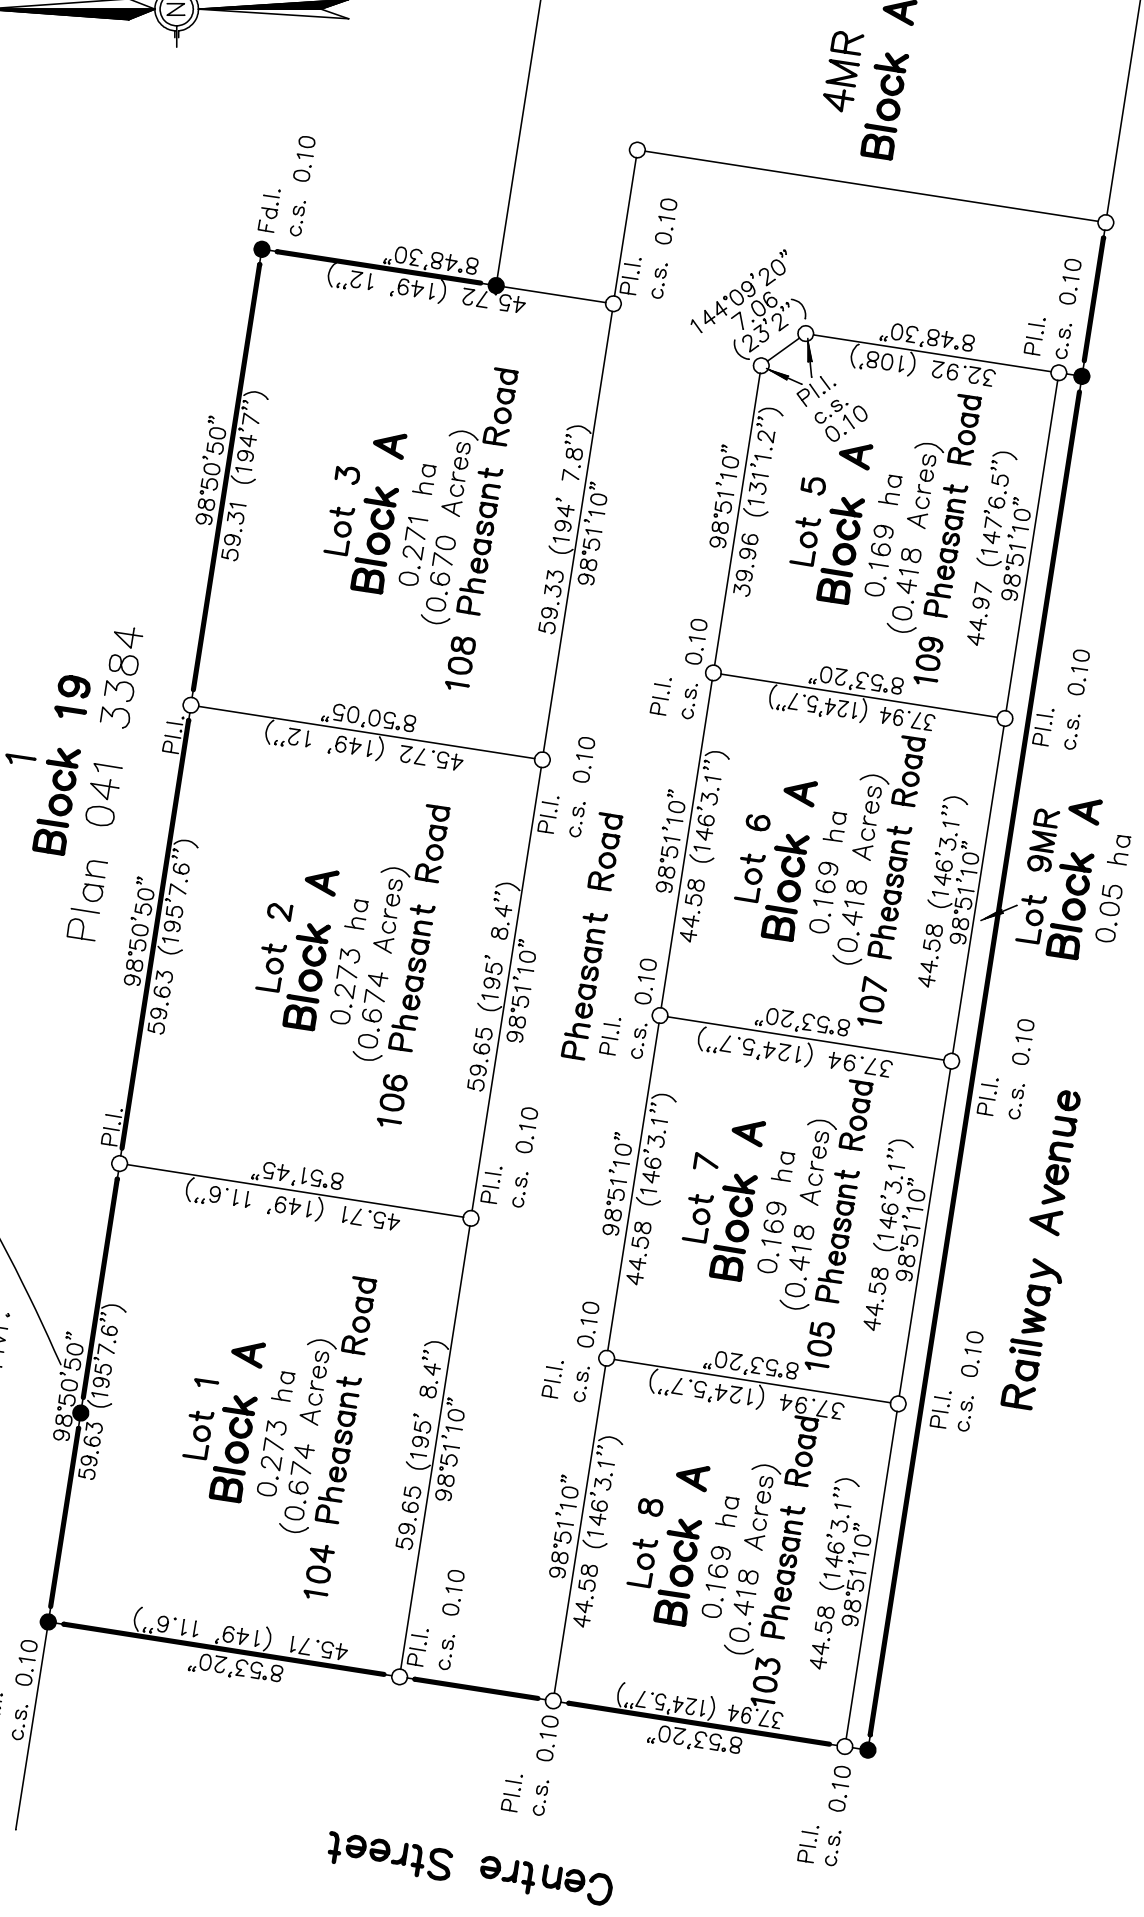 N
4MR
Block A
Fd.I.
c.s. 0.10
1
Block 19
Plan 041 3384
98°50'50"
59.31 (194'7")
8°48'30"
45.72 (149' 12")
Lot 3
Block A
0.271 ha
(0.670 Acres)
108 Pheasant Road
59.33 (194' 7.8")
98°51'10"
Pl.I.
c.s. 0.10
Pl.I.
8°50'05"
45.72 (149' 12")
98°50'50"
59.63 (195'7.6")
Lot 2
Block A
0.273 ha
(0.674 Acres)
106 Pheasant Road
59.65 (195' 8.4")
98°51'10"
Pl.I.
c.s. 0.10
Pl.I.
8°51'45"
45.71 (149' 11.6")
98°50'50"
59.63 (195'7.6")
Lot 1
Block A
0.273 ha
(0.674 Acres)
104 Pheasant Road
59.65 (195' 8.4")
98°51'10"
Pl.I.
c.s. 0.10
c.s. 0.10
45.71 (149' 11.6")
8°53'20"
Pl.I.
c.s. 0.10
Pheasant Road
144°09'20"
7.06
(23'2")
Pl.I.
c.s.
0.10
98°51'10"
39.96 (131'1.2")
8°48'30"
32.92 (108')
Lot 5
Block A
0.169 ha
(0.418 Acres)
109 Pheasant Road
44.97 (147'6.5")
98°51'10"
Pl.I.
c.s. 0.10
Pl.I.
c.s. 0.10
8°53'20"
37.94 (124'5.7")
98°51'10"
44.58 (146'3.1")
Lot 6
Block A
0.169 ha
(0.418 Acres)
107 Pheasant Road
44.58 (146'3.1")
98°51'10"
Pl.I.
c.s. 0.10
Pl.I.
c.s. 0.10
8°53'20"
37.94 (124'5.7")
98°51'10"
44.58 (146'3.1")
Lot 7
Block A
0.169 ha
(0.418 Acres)
105 Pheasant Road
44.58 (146'3.1")
98°51'10"
Pl.I.
c.s. 0.10
Pl.I.
c.s. 0.10
8°53'20"
37.94 (124'5.7")
98°51'10"
44.58 (146'3.1")
Lot 8
Block A
0.169 ha
(0.418 Acres)
103 Pheasant Road
44.58 (146'3.1")
98°51'10"
Pl.I.
c.s. 0.10
Pl.I.
c.s. 0.10
37.94 (124'5.7")
8°53'20"
Pl.I.
c.s. 0.10
Lot 9MR
Block A
0.05 ha
Railway Avenue
Centre Street